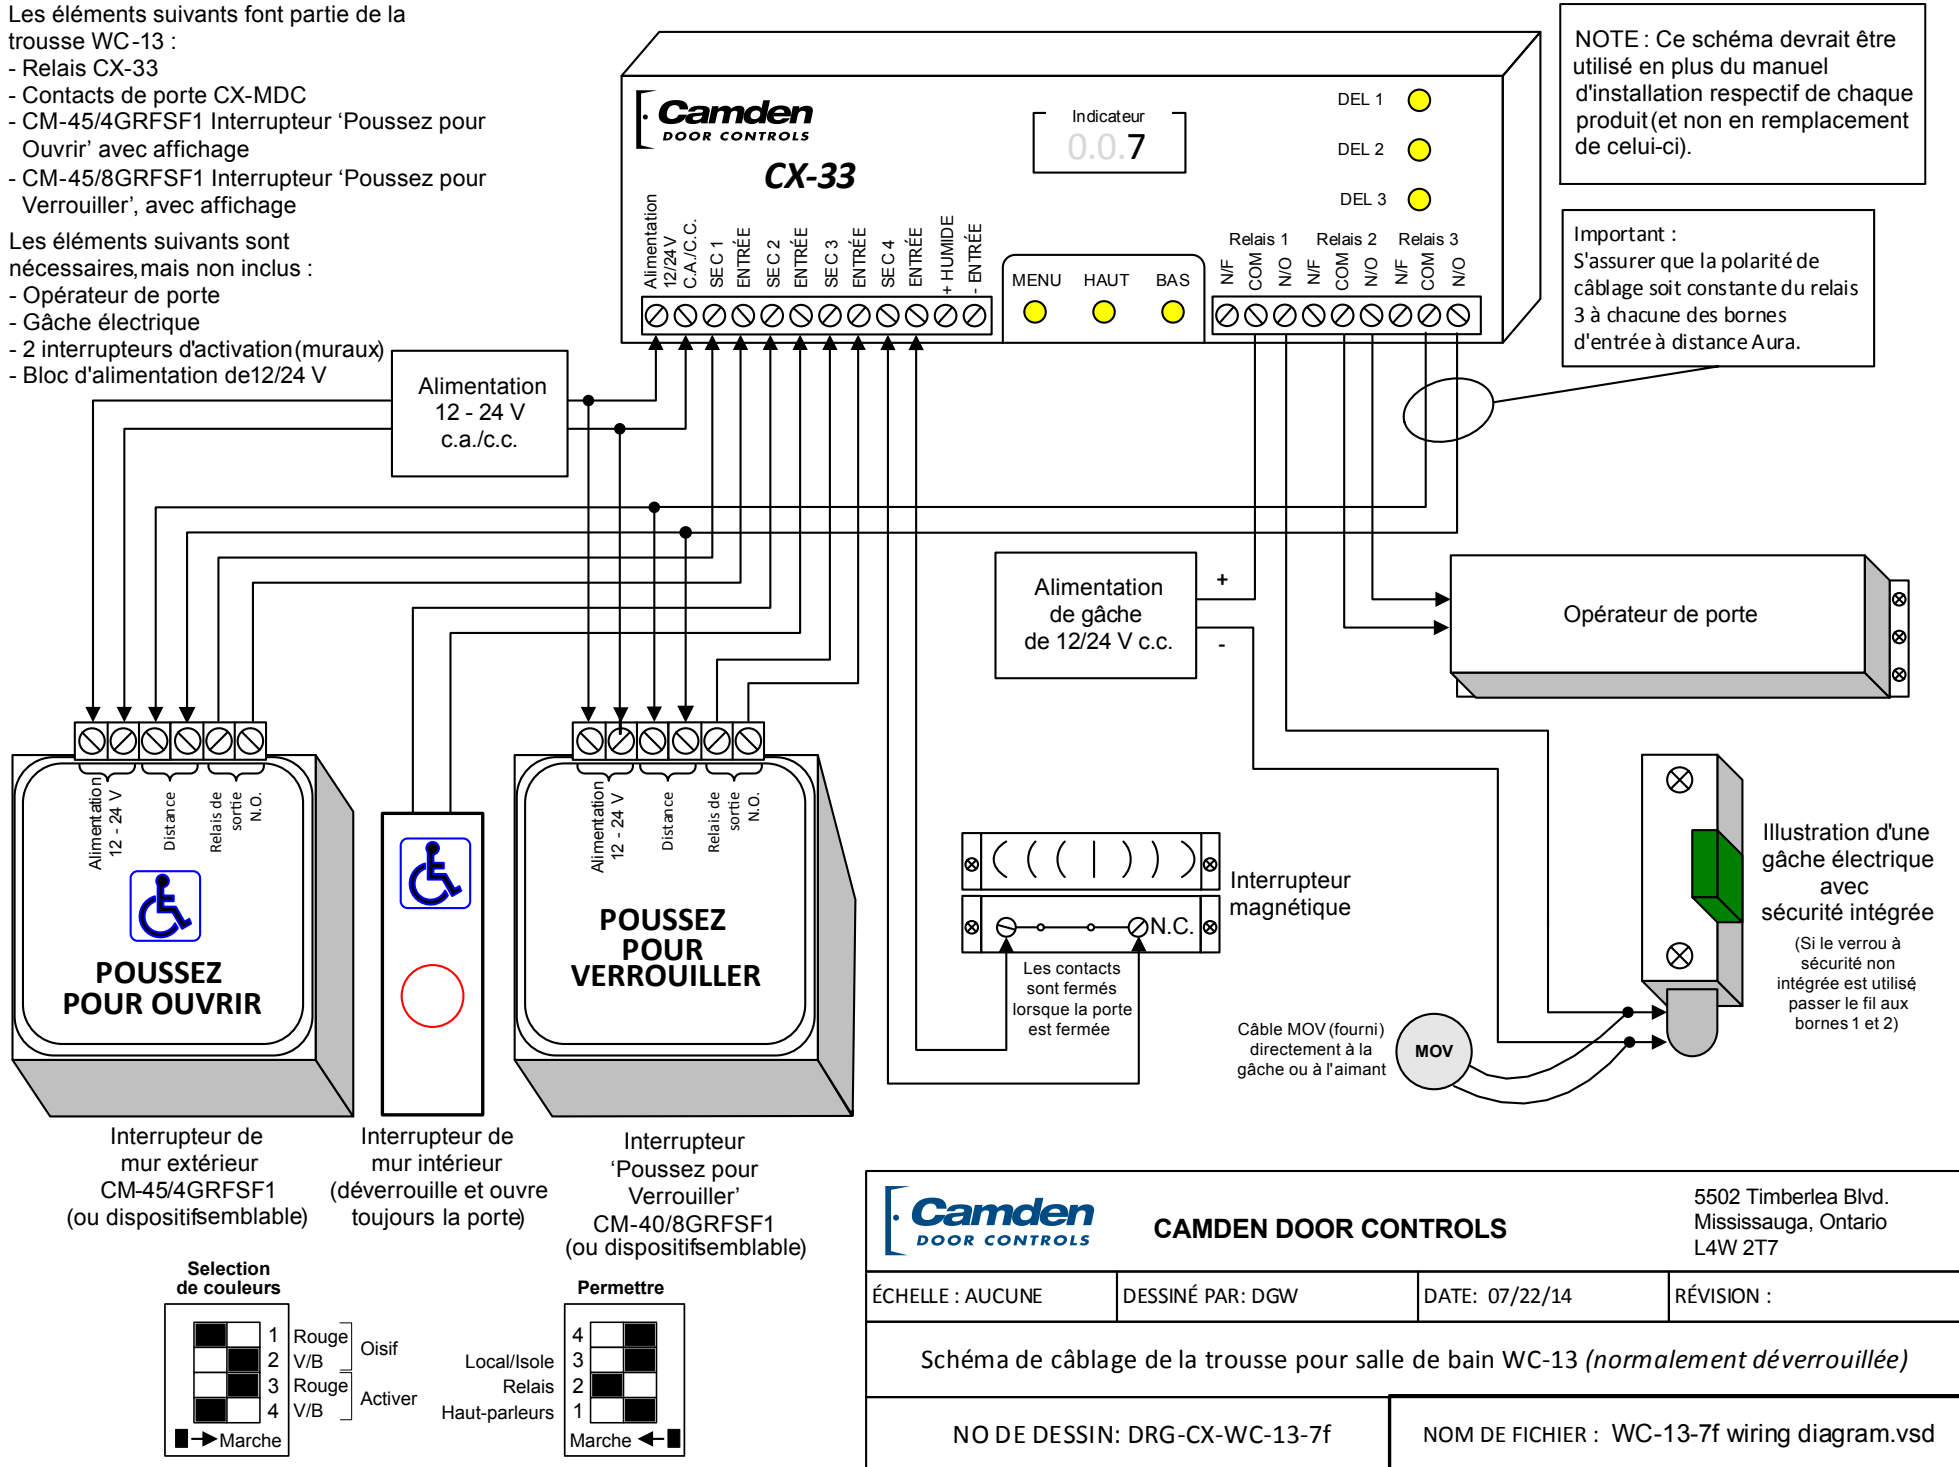 Les éléments suivants font partie de la
trousse WC-13 :
- Relais CX-33
- Contacts de porte CX-MDC
- CM-45/4GRFSF1 Interrupteur ‘Poussez pour
Ouvrir’ avec affichage
- CM-45/8GRFSF1 Interrupteur ‘Poussez pour
Verrouiller’, avec affichage
Les éléments suivants sont
nécessaires, mais non inclus :
- Opérateur de porte
- Gâche électrique
- 2 interrupteurs d'activation (muraux)
- Bloc d'alimentation de 12/24 V
Camden
DOOR CONTROLS
CX-33
Indicateur
0.0.7
DEL 1
DEL 2
DEL 3
Alimentation
12/24V
C.A./C.C.
SEC 1
ENTRÉE
SEC 2
ENTRÉE
SEC 3
ENTRÉE
SEC 4
ENTRÉE
+ HUMIDE
- ENTRÉE
MENU
HAUT
BAS
Relais 1
Relais 2
Relais 3
N/F
COM
N/O
N/F
COM
N/O
N/F
COM
N/O
NOTE : Ce schéma devrait être
utilisé en plus du manuel
d'installation respectif de chaque
produit (et non en remplacement
de celui-ci).
Important :
S'assurer que la polarité de
câblage soit constante du relais
3 à chacune des bornes
d'entrée à distance Aura.
Alimentation
12 - 24 V
c.a./c.c.
Alimentation
de gâche
de 12/24 V c.c.
+
-
Opérateur de porte
Alimentation
12 - 24 V
Distance
Relais de
sortie
N.O.
POUSSEZ
POUR OUVRIR
Alimentation
12 - 24 V
Distance
Relais de
sortie
N.O.
POUSSEZ
POUR
VERROUILLER
Interrupteur
magnétique
N.C.
Les contacts
sont fermés
lorsque la porte
est fermée
Illustration d'une
gâche électrique
avec
sécurité intégrée
(Si le verrou à
sécurité non
intégrée est utilisé,
passer le fil aux
bornes 1 et 2)
Câble MOV (fourni)
directement à la
gâche ou à l'aimant
MOV
Interrupteur de
mur extérieur
CM-45/4GRFSF1
(ou dispositif semblable)
Interrupteur de
mur intérieur
(déverrouille et ouvre
toujours la porte)
Interrupteur
‘Poussez pour
Verrouiller’
CM-40/8GRFSF1
(ou dispositif semblable)
Selection
de couleurs
1 Rouge
2 V/B
Oisif
3 Rouge
4 V/B
Activer
Marche
Permettre
4
Local/Isole 3
Relais 2
Haut-parleurs 1
Marche
Camden
DOOR CONTROLS
CAMDEN DOOR CONTROLS
5502 Timberlea Blvd.
Mississauga, Ontario
L4W 2T7
ÉCHELLE : AUCUNE
DESSINÉ PAR: DGW
DATE: 07/22/14
RÉVISION :
Schéma de câblage de la trousse pour salle de bain WC-13 (normalement déverrouillée)
NO DE DESSIN: DRG-CX-WC-13-7f
NOM DE FICHIER : WC-13-7f wiring diagram.vsd